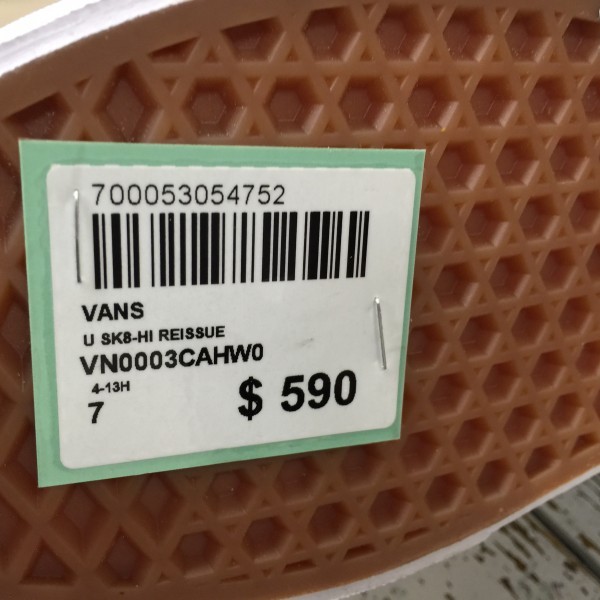 700053054752
VANS
U SK8-HI REISSUE
VN0003CAHW0
4-13H
7
$ 590